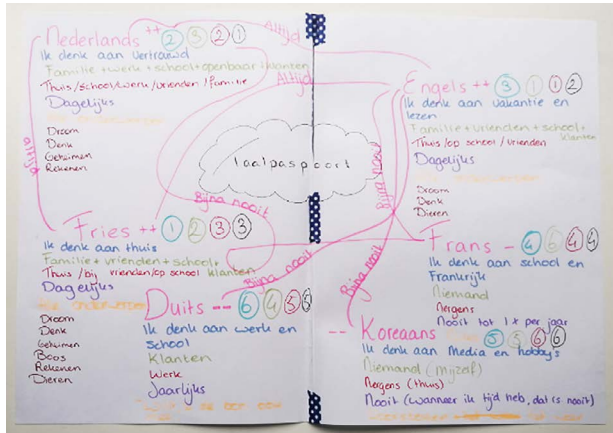 Nederlands ++ 2 3 2 1
Ik denk aan vertrouwd
Familie + werk + school + openbaar / klanten
Thuis / school / werk / vrienden / familie
Dagelijks
Droom
Denk
Geheimen
Rekenen
Altijd
Altijd
altijd
Engels ++ 3 1 1 2
Ik denk aan vakantie en
lezen
Familie + vrienden + school +
klanten
Thuis / op school / vrienden
Dagelijks
Droom
Denk
Dieren
Taalpaspoort
Bijna nooit
Bijna nooit
Bijna nooit
Bijna nooit
Fries ++ 1 2 3 3
Ik denk aan thuis
Familie + vrienden + school +
klanten
Thuis / bij vrienden / op school
Dagelijks
Droom
Denk
Geheimen
Boos
Rekenen
Dieren
Frans - 4 6 4 4
Ik denk aan school en
Frankrijk
Niemand
Nergens
Nooit tot 1 x per jaar
Duits -- 6 4 5 5
Ik denk aan werk en
school
Klanten
Werk
Jaarlijks
-- Koreaans 5 5 6 6
Ik denk aan Media en hobby's
Niemand (mijzelf)
Nergens (thuis)
Nooit (wanneer ik tijd heb, dat is nooit)